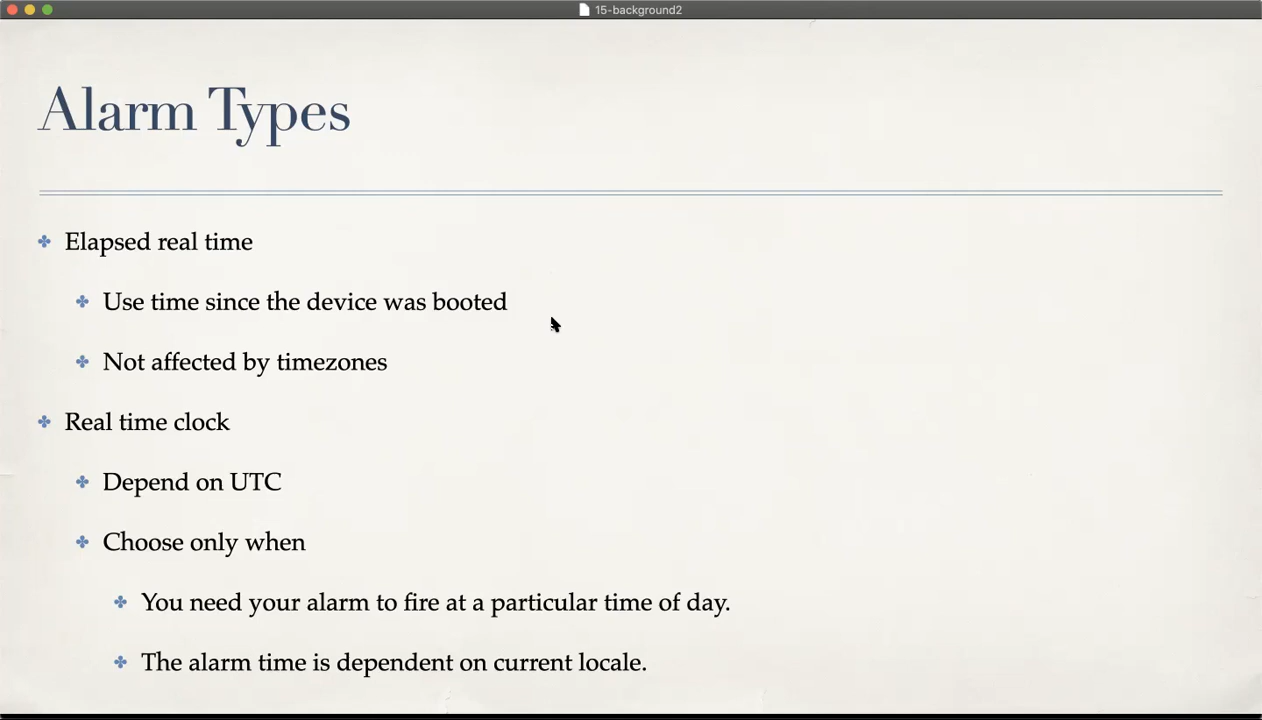 15-background2
Alarm Types
Elapsed real time
Use time since the device was booted
Not affected by timezones
Real time clock
Depend on UTC
Choose only when
You need your alarm to fire at a particular time of day.
The alarm time is dependent on current locale.